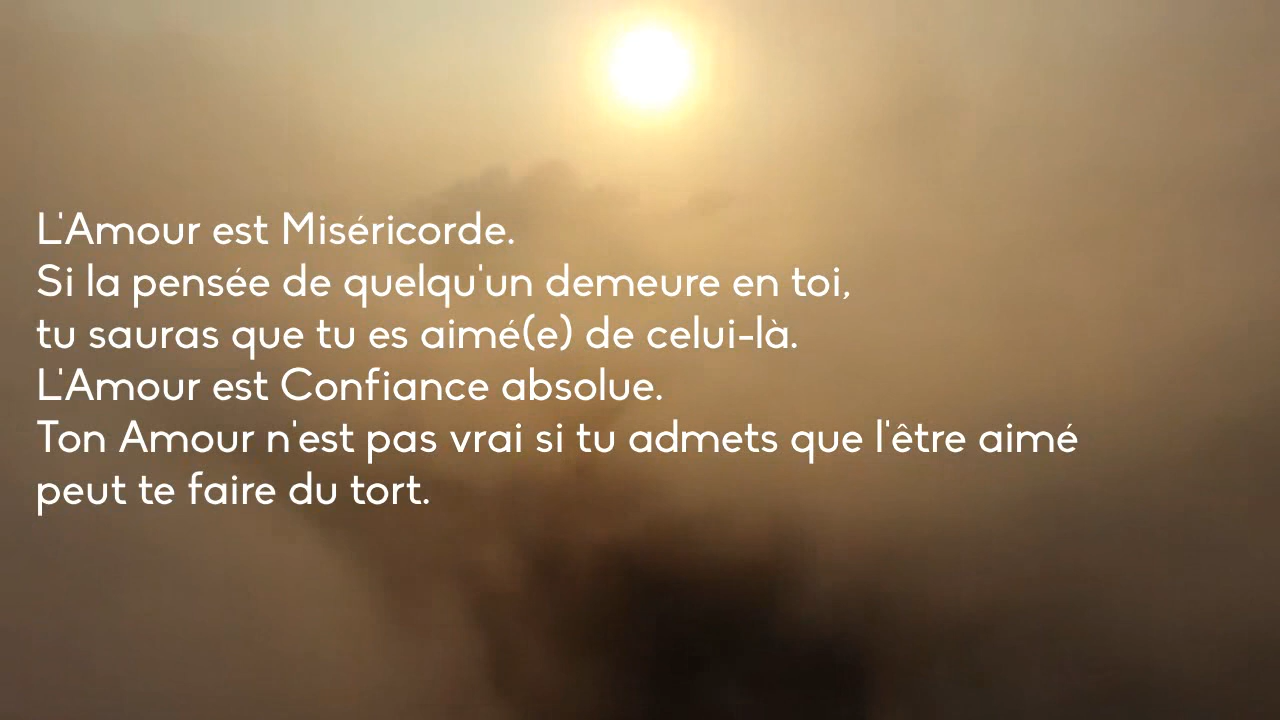 L'Amour est Miséricorde.
Si la pensée de quelqu'un demeure en toi,
tu sauras que tu es aimé(e) de celui-là.
L'Amour est Confiance absolue.
Ton Amour n'est pas vrai si tu admets que l'être aimé
peut te faire du tort.